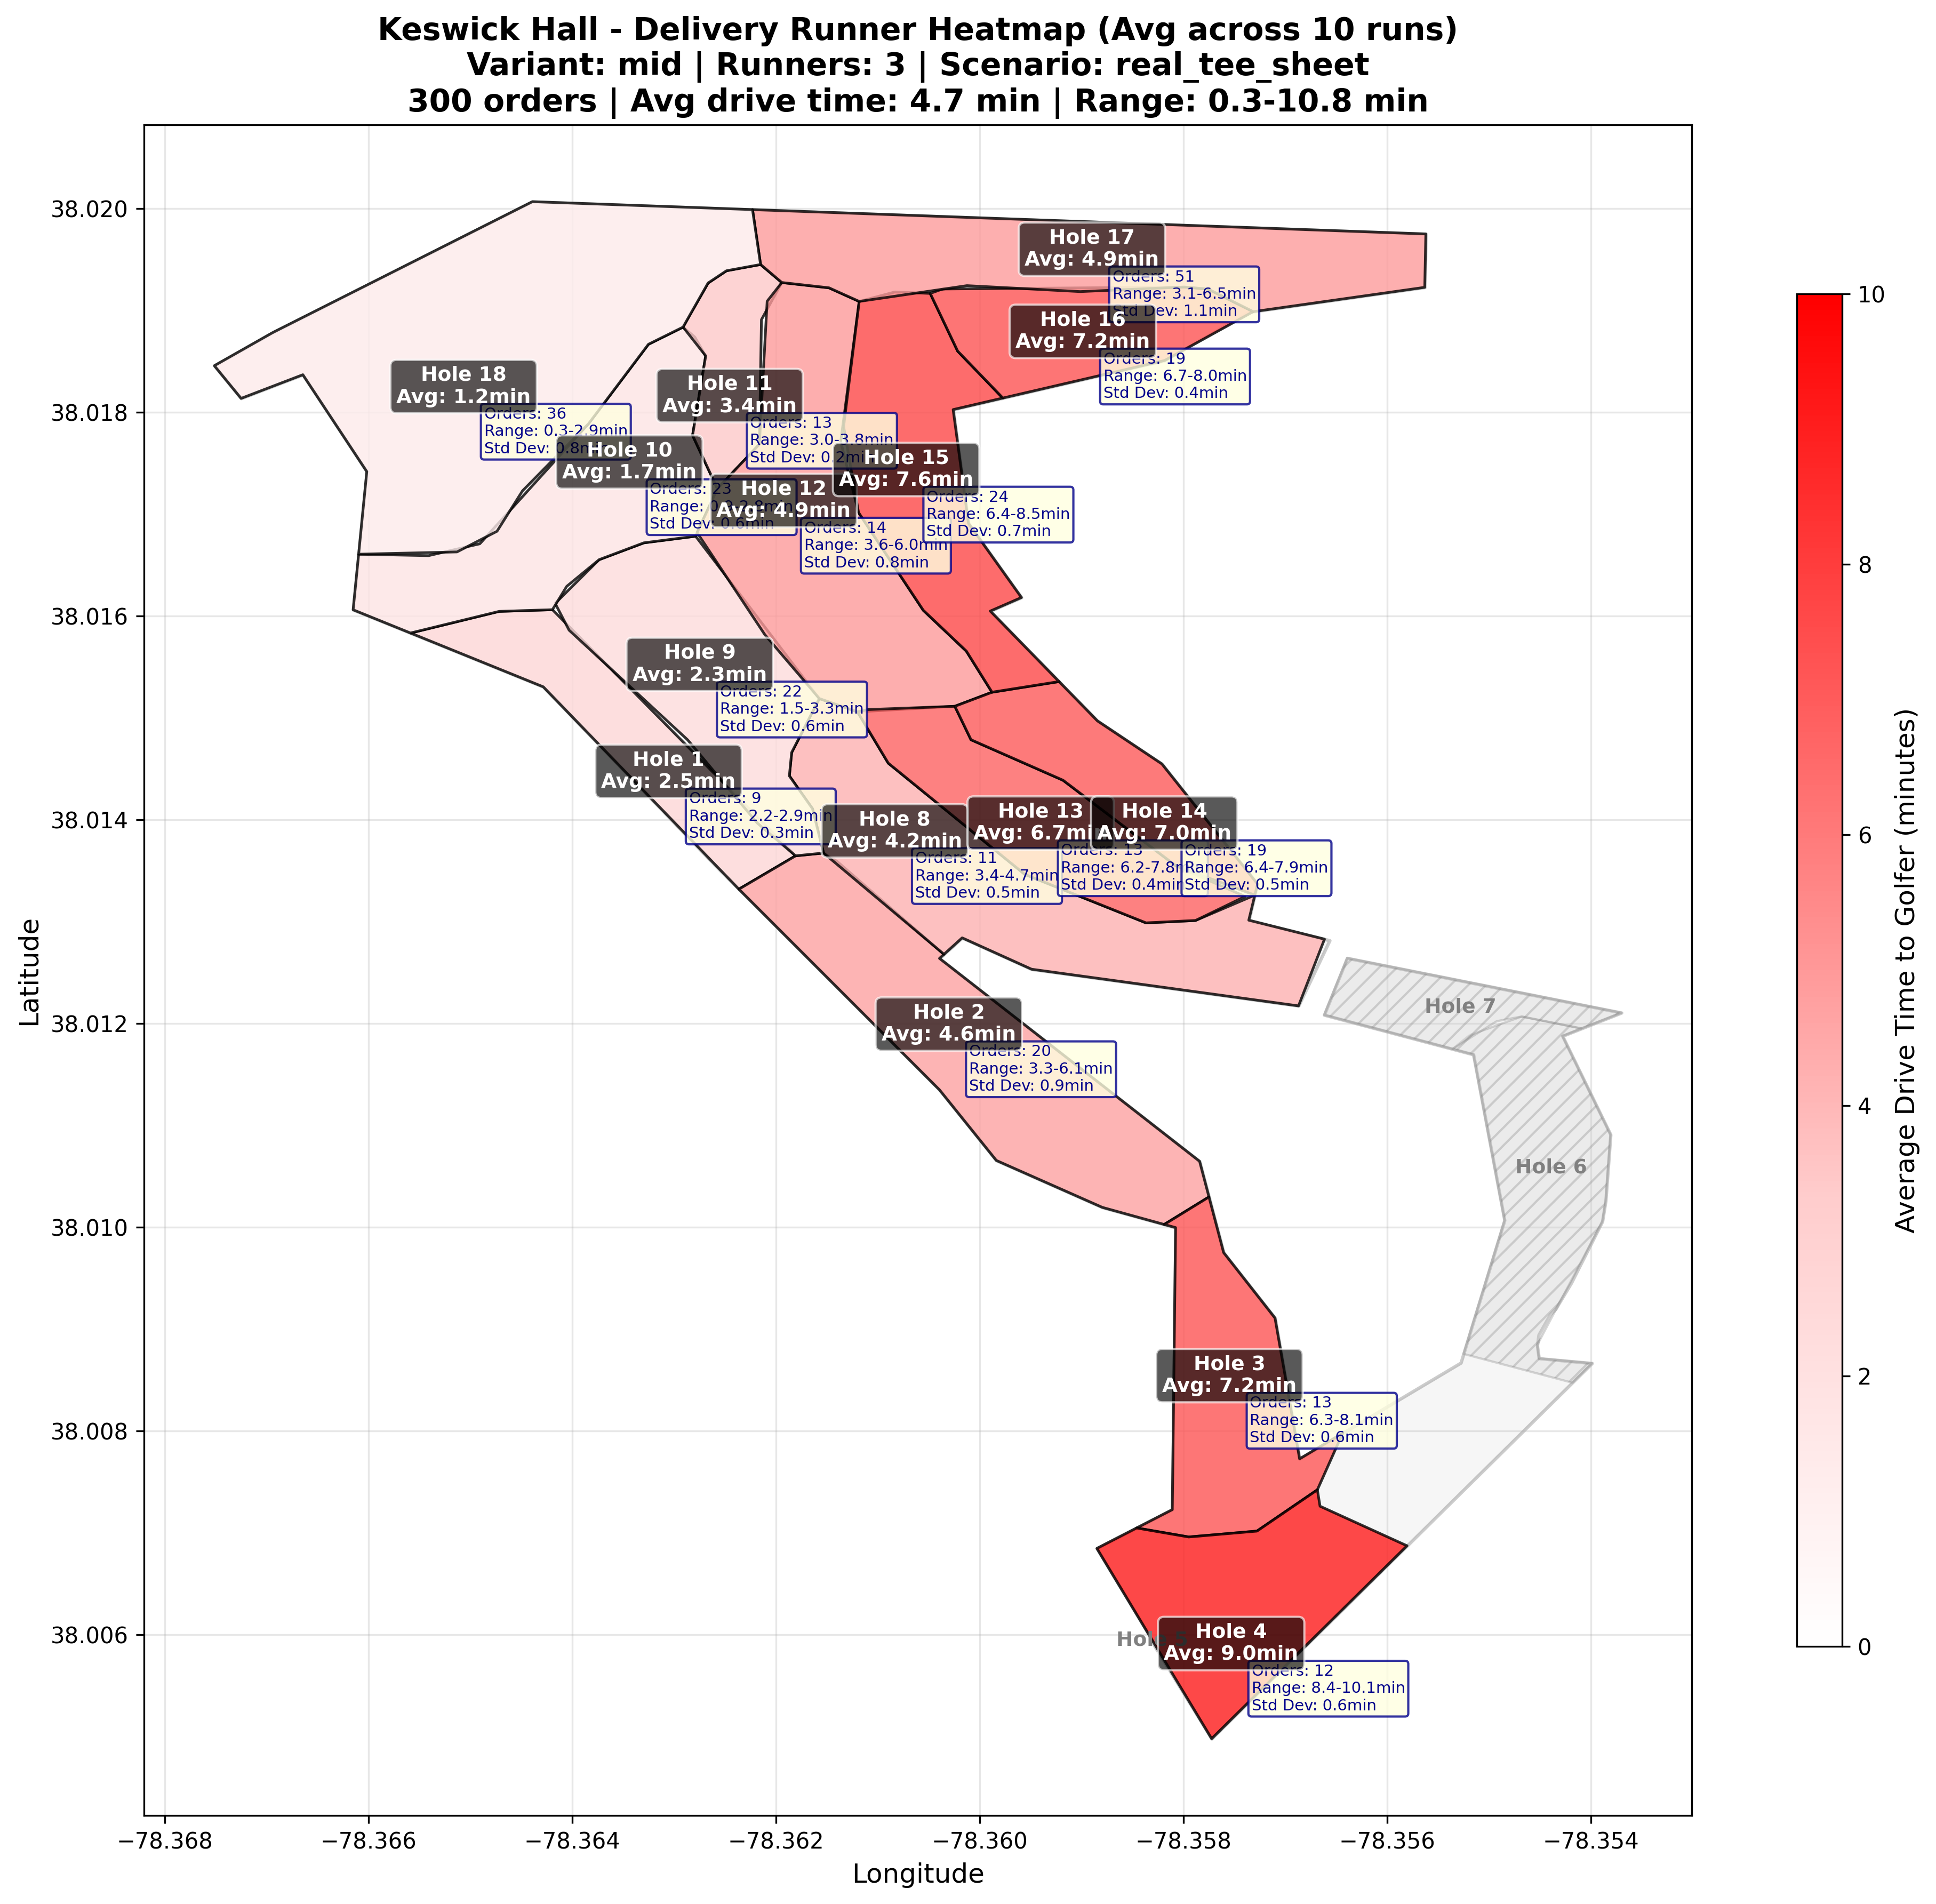 Keswick Hall - Delivery Runner Heatmap (Avg across 10 runs)
Variant: mid | Runners: 3 | Scenario: real_tee_sheet
300 orders | Avg drive time: 4.7 min | Range: 0.3-10.8 min
Latitude
38.020
38.018
38.016
38.014
38.012
38.010
38.008
38.006
Hole 17
Avg: 4.9min
Orders: 51
Range: 3.1-6.5min
Std Dev: 1.1min
Hole 16
Avg: 7.2min
Orders: 19
Range: 6.7-8.0min
Std Dev: 0.4min
Hole 18
Avg: 1.2min
Orders: 36
Range: 0.3-2.9min
Std Dev: 0.8min
Hole 11
Avg: 3.4min
Orders: 13
Range: 3.0-3.8min
Std Dev: 0.2min
Hole 10
Avg: 1.7min
Orders: 23
Range:
Std Dev: 0.6min
Hole 15
Avg: 7.6min
Orders: 24
Range: 6.4-8.5min
Std Dev: 0.7min
Hole 12
Avg: 4.9min
Orders: 14
Range: 3.6-6.0min
Std Dev: 0.8min
Hole 9
Avg: 2.3min
Orders: 22
Range: 1.5-3.3min
Std Dev: 0.6min
Hole 1
Avg: 2.5min
Orders: 9
Range: 2.2-2.9min
Std Dev: 0.3min
Hole 8
Avg: 4.2min
Orders: 11
Range: 3.4-4.7min
Std Dev: 0.5min
Hole 13
Avg: 6.7min
Orders: 13
Range: 6.2-7.8min
Std Dev: 0.4min
Hole 14
Avg: 7.0min
Orders: 19
Range: 6.4-7.9min
Std Dev: 0.5min
Hole 7
Hole 2
Avg: 4.6min
Orders: 20
Range: 3.3-6.1min
Std Dev: 0.9min
Hole 6
Hole 3
Avg: 7.2min
Orders: 13
Range: 6.3-8.1min
Std Dev: 0.6min
Hole 5
Hole 4
Avg: 9.0min
Orders: 12
Range: 8.4-10.1min
Std Dev: 0.6min
−78.368
−78.366
−78.364
−78.362
−78.360
−78.358
−78.356
−78.354
Longitude
10
8
6
4
2
0
Average Drive Time to Golfer (minutes)